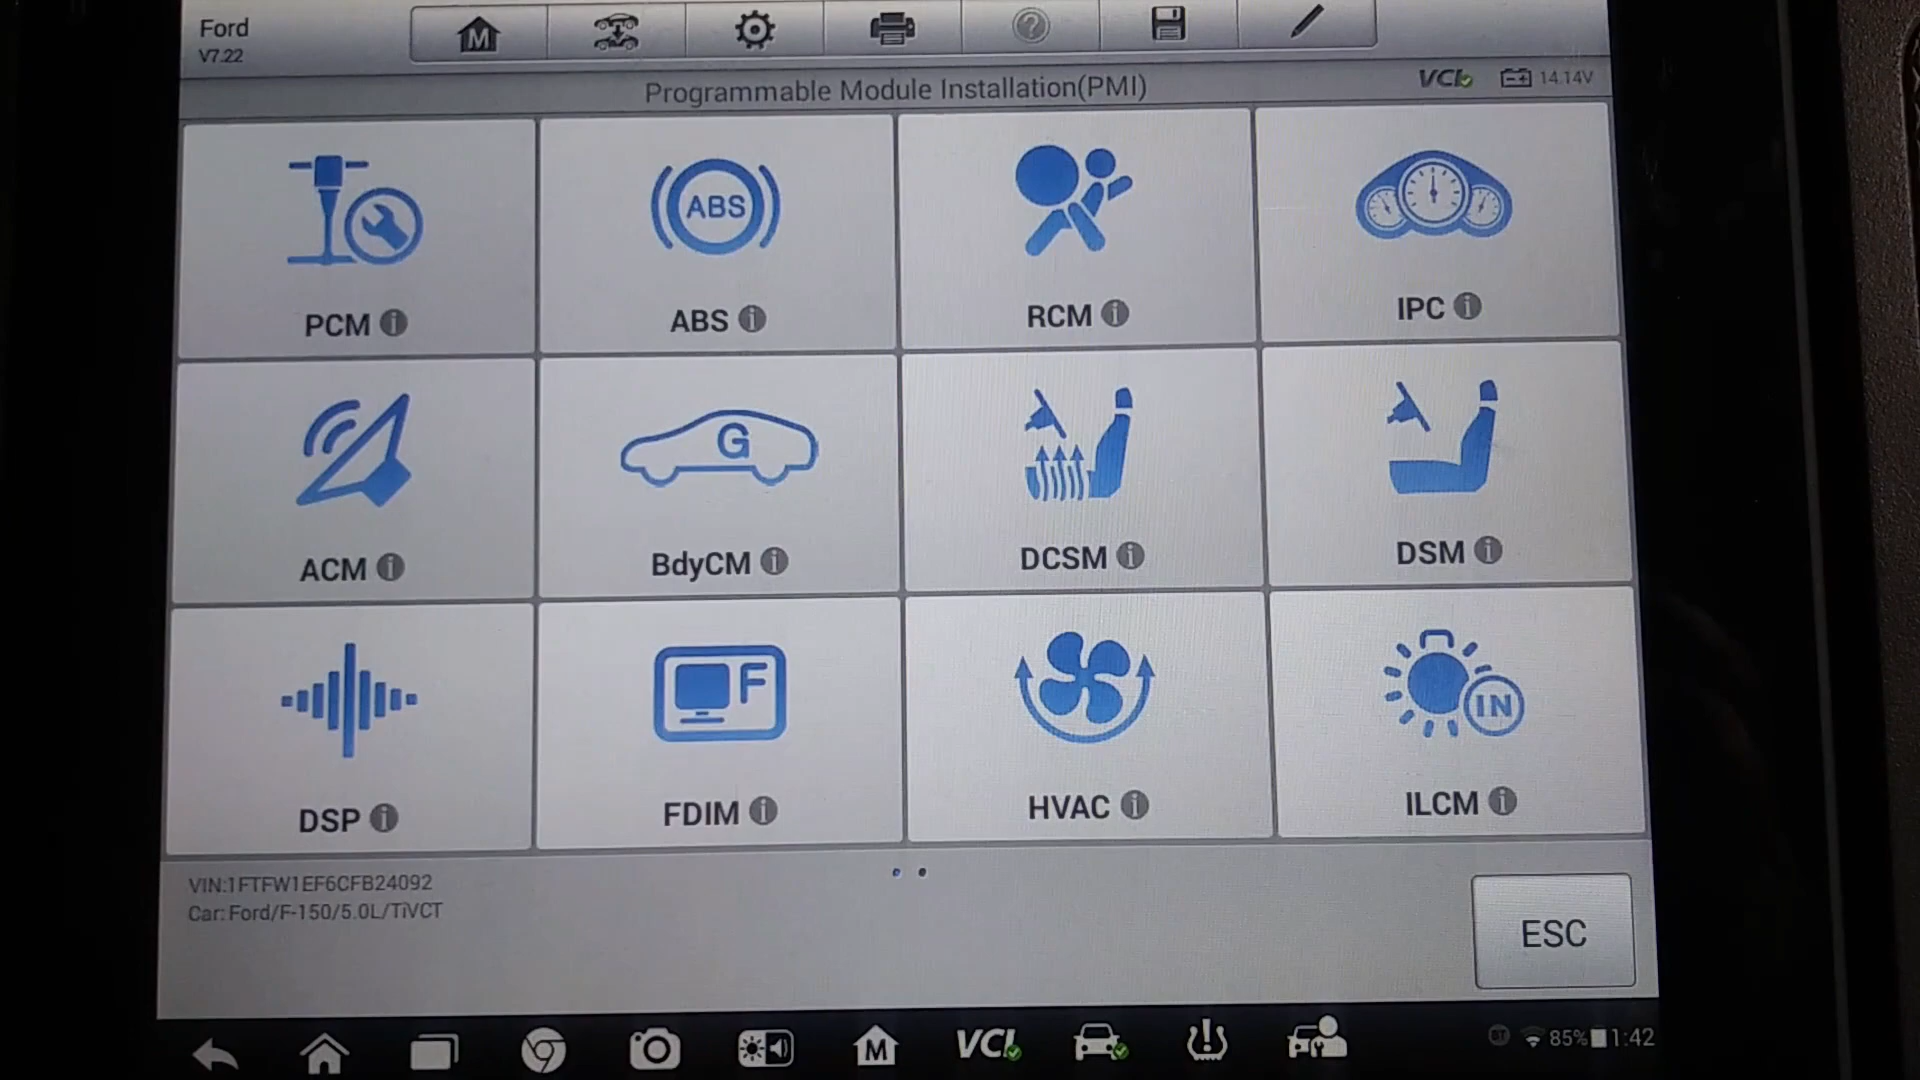 Ford
V7.22
M
?
Programmable Module Installation(PMI)
VCI
14.14V
PCM i
ABS
ABS i
RCM i
IPC i
ACM i
G
BdyCM i
DCSM i
DSM i
DSP i
F
FDIM i
HVAC i
IN
ILCM i
VIN:1FTFW1EF6CFB24092
Car: Ford/F-150/5.0L/TiVCT
ESC
M
VCI
85%
1:42